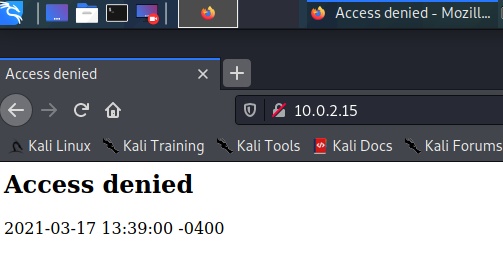 Access denied - Mozill...
Access denied
10.0.2.15
Kali Linux Kali Training Kali Tools Kali Docs Kali Forums
Access denied
2021-03-17 13:39:00 -0400